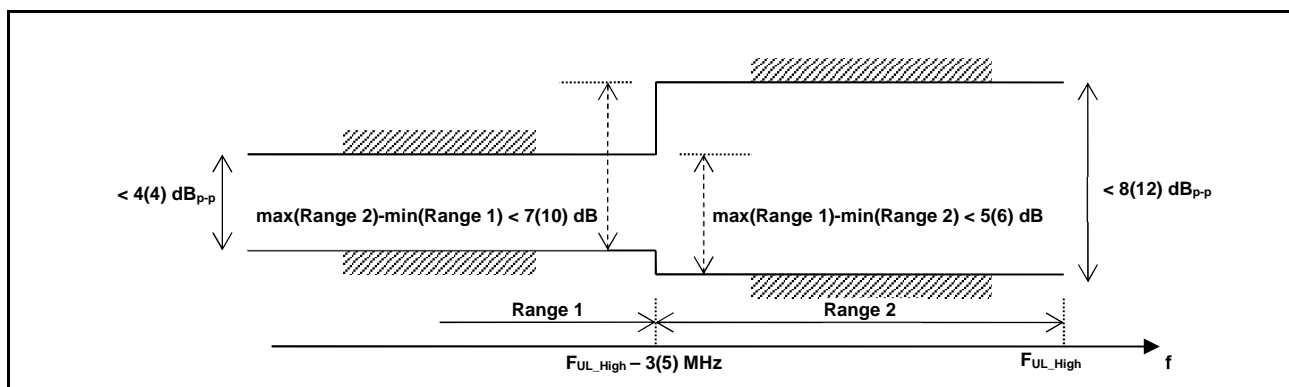 < 4(4) dBp-p
max(Range 2)-min(Range 1) < 7(10) dB
max(Range 1)-min(Range 2) < 5(6) dB
< 8(12) dBp-p
Range 1
Range 2
FUL_High – 3(5) MHz
FUL_High
f